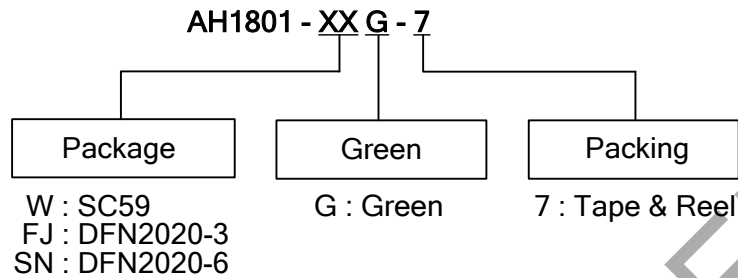 AH1801 - XX G - 7
Package
Green
Packing
W : SC59
FJ : DFN2020-3
SN : DFN2020-6
G : Green
7 : Tape & Reel